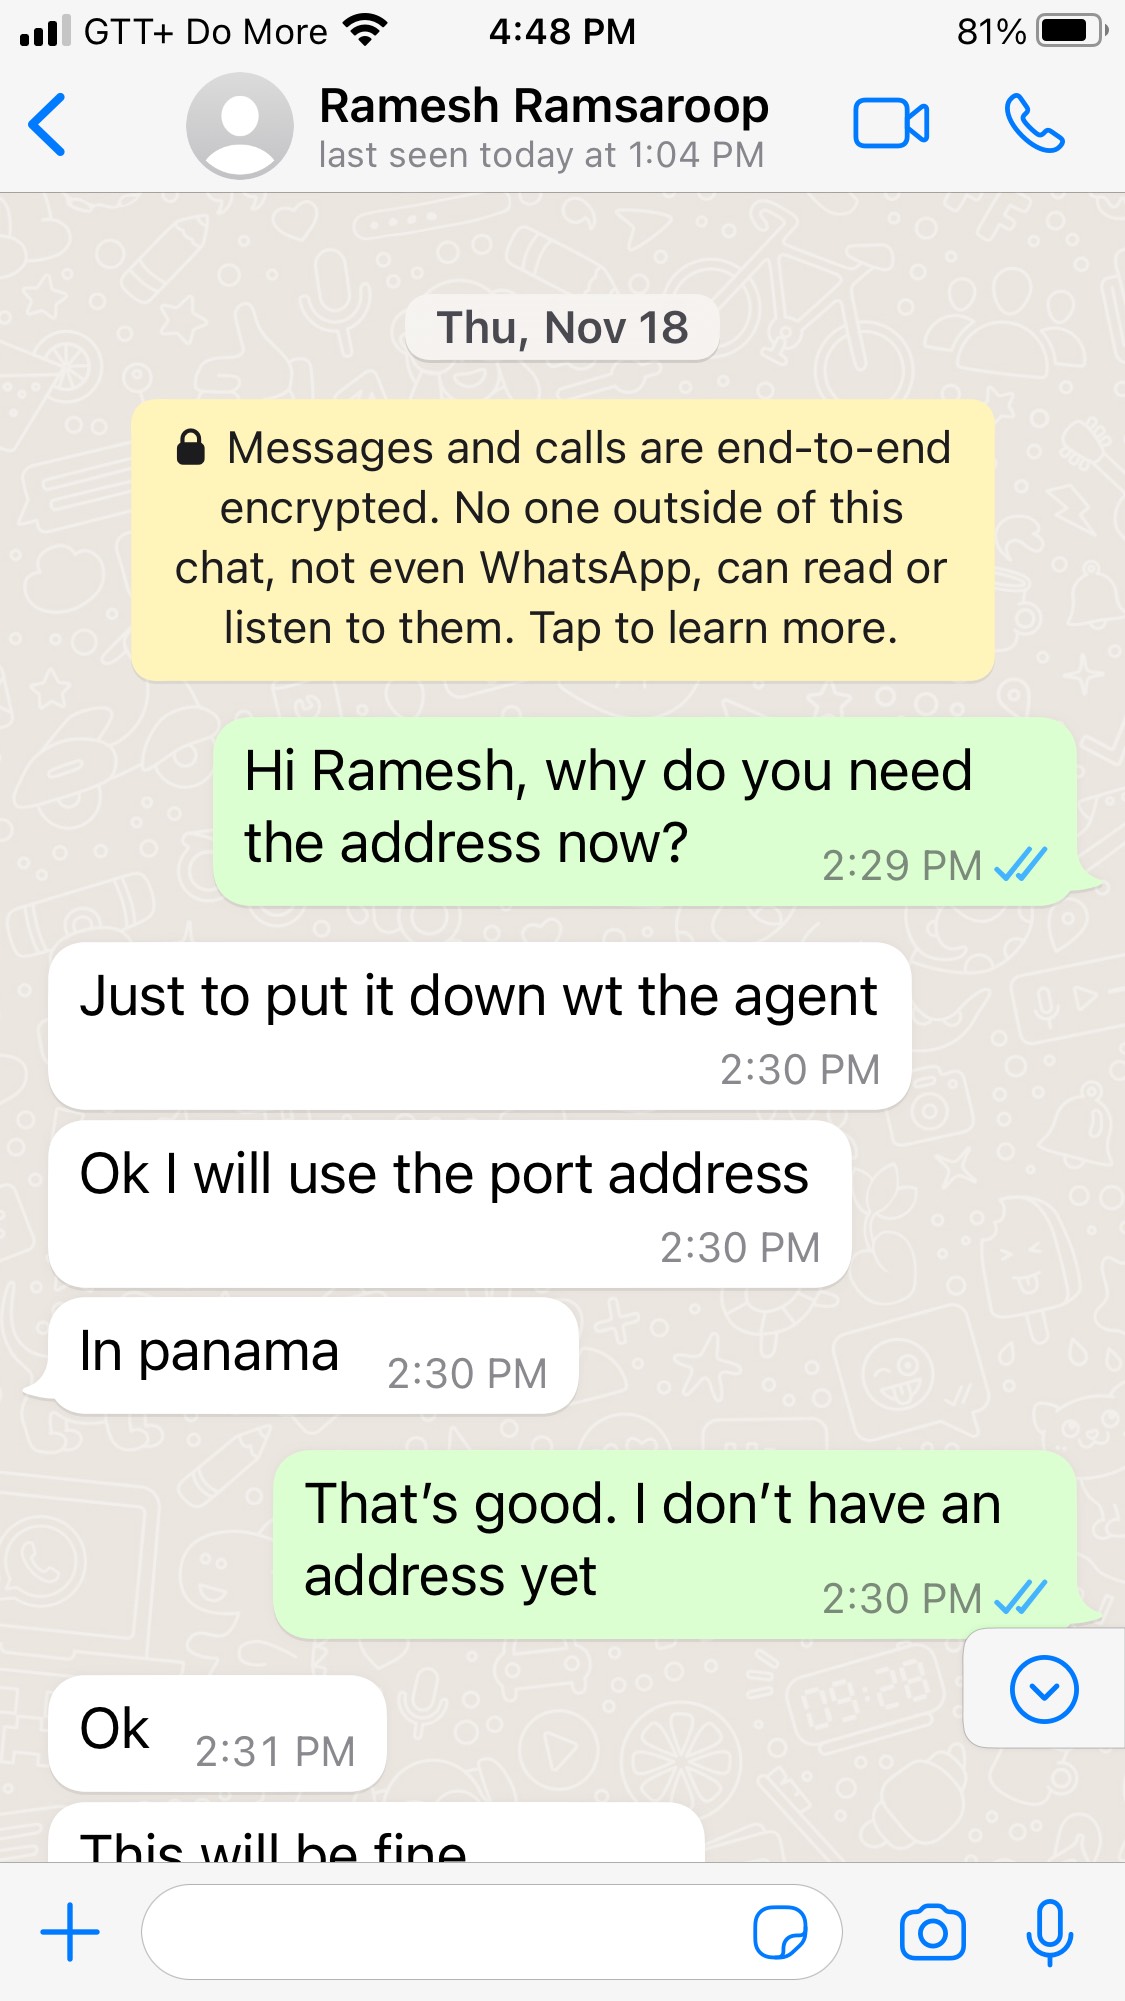 GTT+ Do More 4:48 PM 81%
Ramesh Ramsaroop
last seen today at 1:04 PM
Thu, Nov 18
Messages and calls are end-to-end
encrypted. No one outside of this
chat, not even WhatsApp, can read or
listen to them. Tap to learn more.
Hi Ramesh, why do you need
the address now?
2:29 PM
Just to put it down wt the agent
2:30 PM
Ok I will use the port address
2:30 PM
In panama 2:30 PM
That's good. I don't have an
address yet
2:30 PM
09:28
Ok 2:31 PM
This will be fine